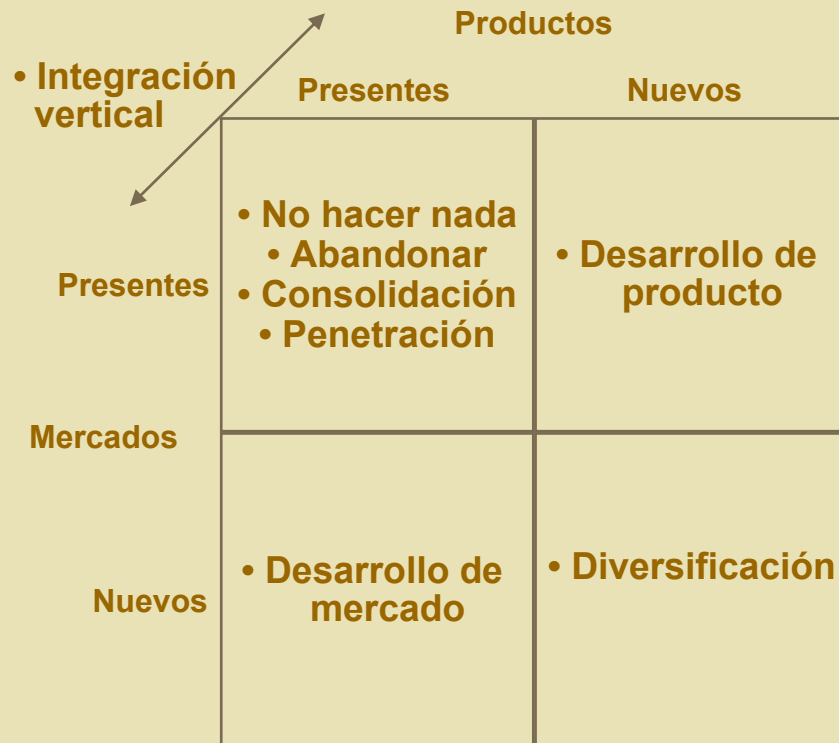 Productos
• Integración
vertical
Presentes
Nuevos
• No hacer nada
• Abandonar
• Consolidación
• Penetración
• Desarrollo de
producto
Presentes
Mercados
• Desarrollo de
mercado
• Diversificación
Nuevos